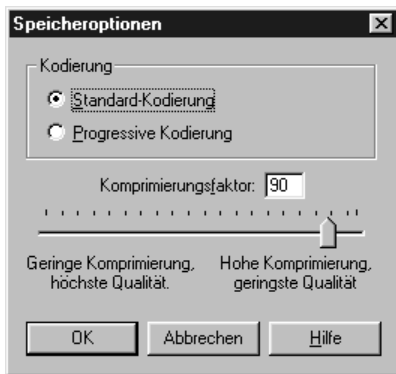 Speicheroptionen
Kodierung
Standard-Kodierung
Progressive Kodierung
Komprimierungsfaktor: 90
Geringe Komprimierung, Hohe Komprimierung,
höchste Qualität. geringste Qualität
OK Abbrechen Hilfe